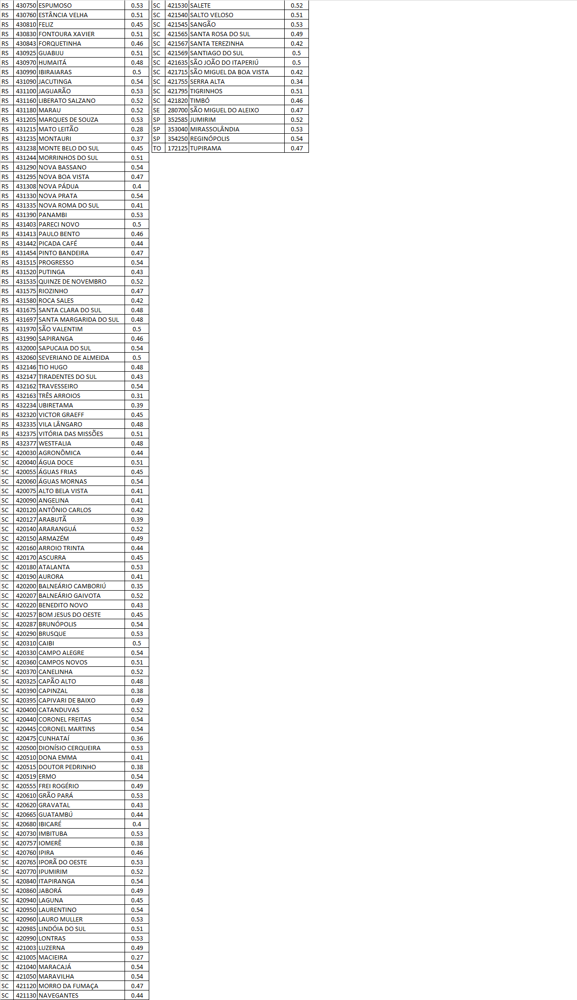 RS 430750 ESPUMOSO 0.53
RS 430760 ESTÂNCIA VELHA 0.51
RS 430810 FELIZ 0.45
RS 430830 FONTOURA XAVIER 0.51
RS 430843 FORQUETINHA 0.46
RS 430925 GUABIJU 0.51
RS 430970 HUMAITÁ 0.48
RS 430990 IBIRAIARAS 0.5
RS 431090 JACUTINGA 0.54
RS 431100 JAGUARÃO 0.53
RS 431160 LIBERATO SALZANO 0.52
RS 431180 MARAU 0.52
RS 431205 MARQUES DE SOUZA 0.53
RS 431215 MATO LEITÃO 0.28
RS 431235 MONTAURI 0.37
RS 431238 MONTE BELO DO SUL 0.45
RS 431244 MORRINHOS DO SUL 0.51
RS 431290 NOVA BASSANO 0.54
RS 431295 NOVA BOA VISTA 0.47
RS 431308 NOVA PÁDUA 0.4
RS 431330 NOVA PRATA 0.54
RS 431335 NOVA ROMA DO SUL 0.41
RS 431390 PANAMBI 0.53
RS 431403 PARECI NOVO 0.5
RS 431413 PAULO BENTO 0.46
RS 431442 PICADA CAFÉ 0.44
RS 431454 PINTO BANDEIRA 0.47
RS 431515 PROGRESSO 0.54
RS 431520 PUTINGA 0.43
RS 431535 QUINZE DE NOVEMBRO 0.52
RS 431575 RIOZINHO 0.47
RS 431580 ROCA SALES 0.42
RS 431675 SANTA CLARA DO SUL 0.48
RS 431697 SANTA MARGARIDA DO SUL 0.48
RS 431970 SÃO VALENTIM 0.5
RS 431990 SAPIRANGA 0.46
RS 432000 SAPUCAIA DO SUL 0.54
RS 432060 SEVERIANO DE ALMEIDA 0.5
RS 432146 TIO HUGO 0.48
RS 432147 TIRADENTES DO SUL 0.43
RS 432162 TRAVESSEIRO 0.54
RS 432163 TRÊS ARROIOS 0.31
RS 432234 UBIRETAMA 0.39
RS 432320 VICTOR GRAEFF 0.45
RS 432335 VILA LÂNGARO 0.48
RS 432375 VITÓRIA DAS MISSÕES 0.51
RS 432377 WESTFALIA 0.48
SC 420030 AGRONÔMICA 0.44
SC 420040 ÁGUA DOCE 0.51
SC 420055 ÁGUAS FRIAS 0.45
SC 420060 ÁGUAS MORNAS 0.54
SC 420075 ALTO BELA VISTA 0.41
SC 420090 ANGELINA 0.41
SC 420120 ANTÔNIO CARLOS 0.42
SC 420127 ARABUTÃ 0.39
SC 420140 ARARANGUÁ 0.52
SC 420150 ARMAZÉM 0.49
SC 420160 ARROIO TRINTA 0.44
SC 420170 ASCURRA 0.45
SC 420180 ATALANTA 0.53
SC 420190 AURORA 0.41
SC 420200 BALNEÁRIO CAMBORIÚ 0.35
SC 420207 BALNEÁRIO GAIVOTA 0.52
SC 420220 BENEDITO NOVO 0.43
SC 420257 BOM JESUS DO OESTE 0.45
SC 420287 BRUNÓPOLIS 0.54
SC 420290 BRUSQUE 0.53
SC 420310 CAIBI 0.5
SC 420330 CAMPO ALEGRE 0.54
SC 420360 CAMPOS NOVOS 0.51
SC 420370 CANELINHA 0.52
SC 420325 CAPÃO ALTO 0.48
SC 420390 CAPINZAL 0.38
SC 420395 CAPIVARI DE BAIXO 0.49
SC 420400 CATANDUVAS 0.52
SC 420440 CORONEL FREITAS 0.54
SC 420445 CORONEL MARTINS 0.54
SC 420475 CUNHATAÍ 0.36
SC 420500 DIONÍSIO CERQUEIRA 0.53
SC 420510 DONA EMMA 0.41
SC 420515 DOUTOR PEDRINHO 0.38
SC 420519 ERMO 0.54
SC 420555 FREI ROGÉRIO 0.49
SC 420610 GRÃO PARÁ 0.53
SC 420620 GRAVATAL 0.43
SC 420665 GUATAMBÚ 0.44
SC 420680 IBICARÉ 0.4
SC 420730 IMBITUBA 0.53
SC 420757 IOMERÊ 0.38
SC 420760 IPIRA 0.46
SC 420765 IPORÃ DO OESTE 0.53
SC 420770 IPUMIRIM 0.52
SC 420840 ITAPIRANGA 0.54
SC 420860 JABORÁ 0.49
SC 420940 LAGUNA 0.45
SC 420950 LAURENTINO 0.54
SC 420960 LAURO MULLER 0.53
SC 420985 LINDÓIA DO SUL 0.51
SC 420990 LONTRAS 0.53
SC 421003 LUZERNA 0.49
SC 421005 MACIEIRA 0.27
SC 421040 MARACAJÁ 0.54
SC 421050 MARAVILHA 0.54
SC 421120 MORRO DA FUMAÇA 0.47
SC 421130 NAVEGANTES 0.44
SC 421530 SALETE 0.52
SC 421540 SALTO VELOSO 0.51
SC 421545 SANGÃO 0.53
SC 421565 SANTA ROSA DO SUL 0.49
SC 421567 SANTA TEREZINHA 0.42
SC 421569 SANTIAGO DO SUL 0.5
SC 421635 SÃO JOÃO DO ITAPERIÚ 0.5
SC 421715 SÃO MIGUEL DA BOA VISTA 0.42
SC 421755 SERRA ALTA 0.34
SC 421795 TIGRINHOS 0.51
SC 421820 TIMBÓ 0.46
SE 280700 SÃO MIGUEL DO ALEIXO 0.47
SP 352585 JUMIRIM 0.52
SP 353040 MIRASSOLÂNDIA 0.53
SP 354250 REGINÓPOLIS 0.54
TO 172125 TUPIRAMA 0.47